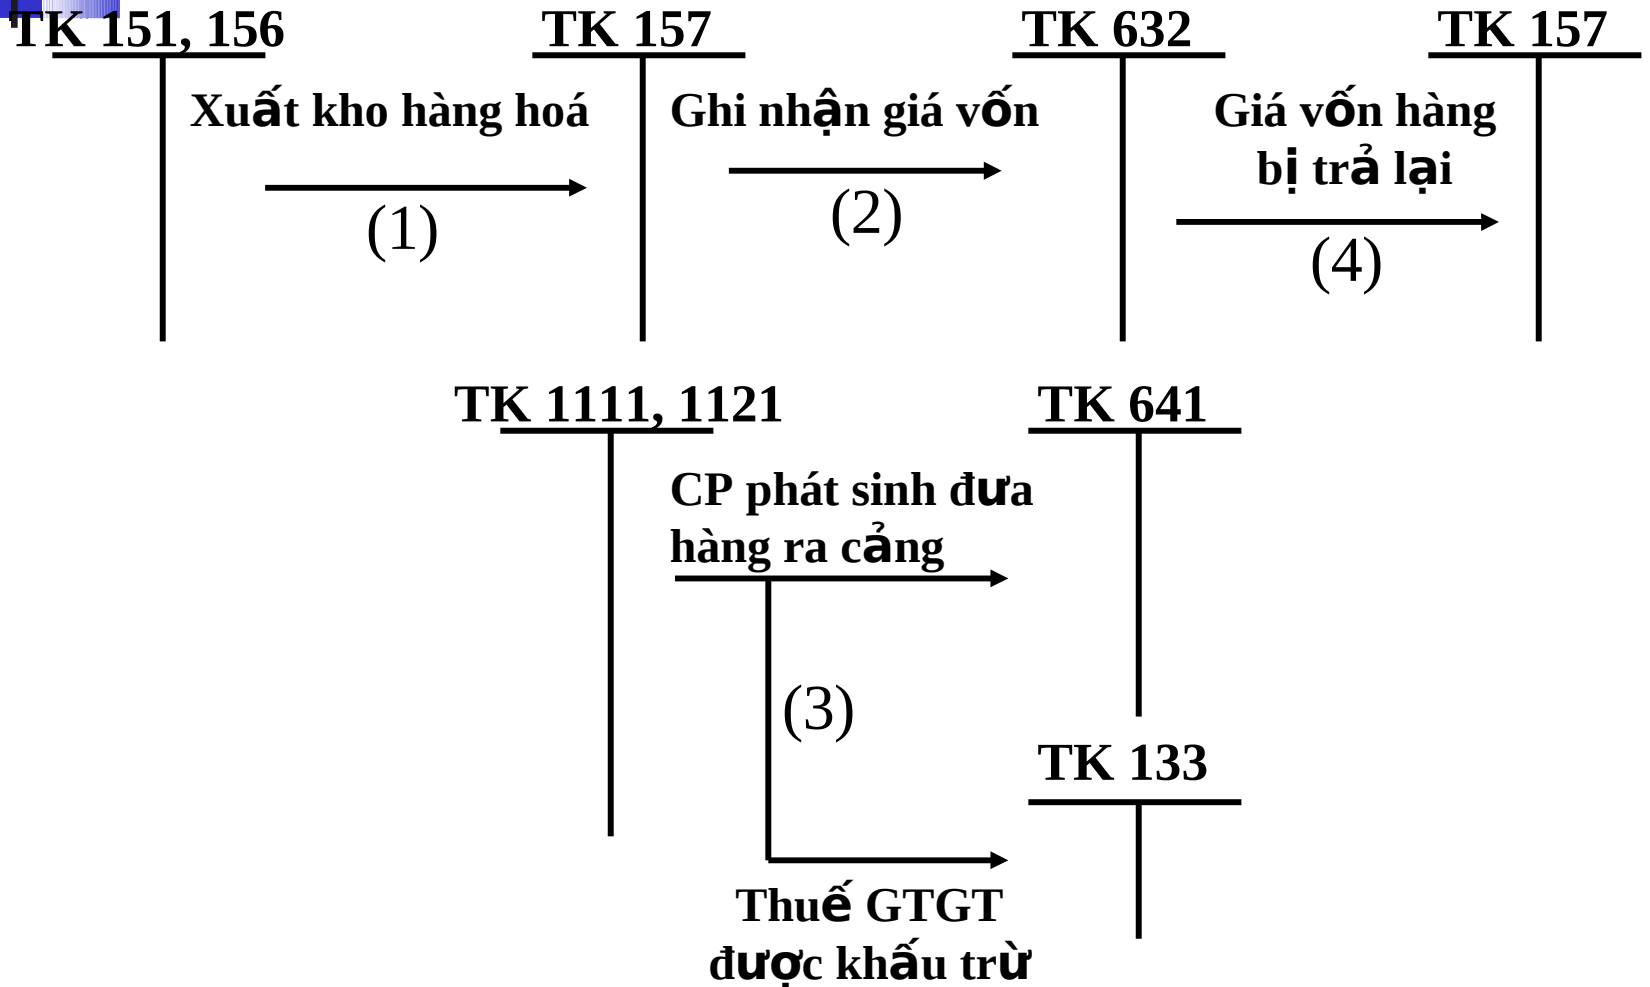 TK 151, 156
TK 157
TK 632
TK 157
Xuất kho hàng hoá
Ghi nhận giá vốn
Giá vốn hàng
bị trả lại
(1)
(2)
(4)
TK 1111, 1121
TK 641
CP phát sinh đưa
hàng ra cảng
(3)
TK 133
Thuế GTGT
được khấu trừ